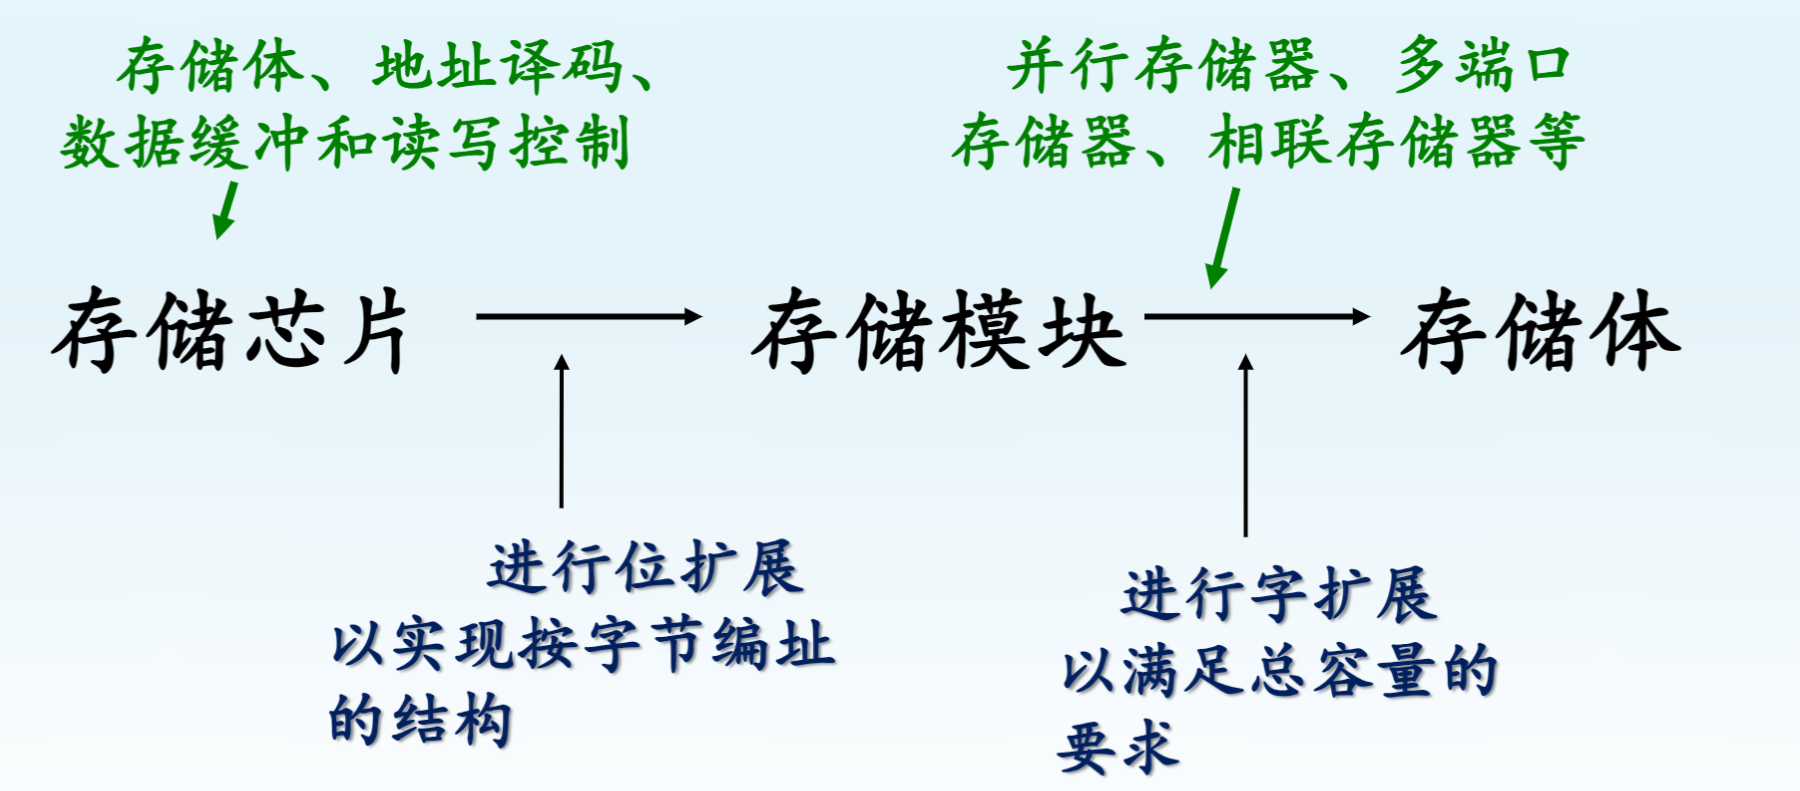 存储体、地址译码、
数据缓冲和读写控制
并行存储器、多端口
存储器、相联存储器等
存储芯片
存储模块
存储体
进行位扩展
以实现按字节编址
的结构
进行字扩展
以满足总容量的
要求